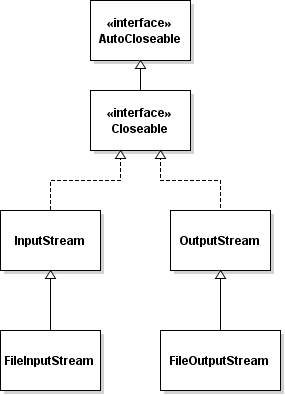 «interface»
AutoCloseable
«interface»
Closeable
InputStream
OutputStream
FileInputStream
FileOutputStream